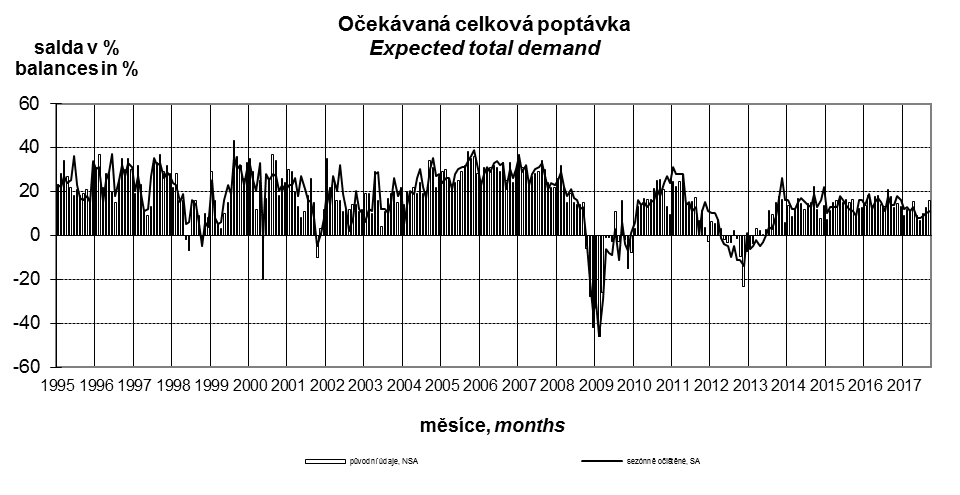 Očekávaná celková poptávka
Expected total demand
salda v %
balances in %
60
40
20
0
-20
-40
-60
1995 1996 1997 1998 1999 2000 2001 2002 2003 2004 2005 2006 2007 2008 2009 2010 2011 2012 2013 2014 2015 2016 2017
měsíce, months
původní údaje, NSA
sezónně očištěné, SA